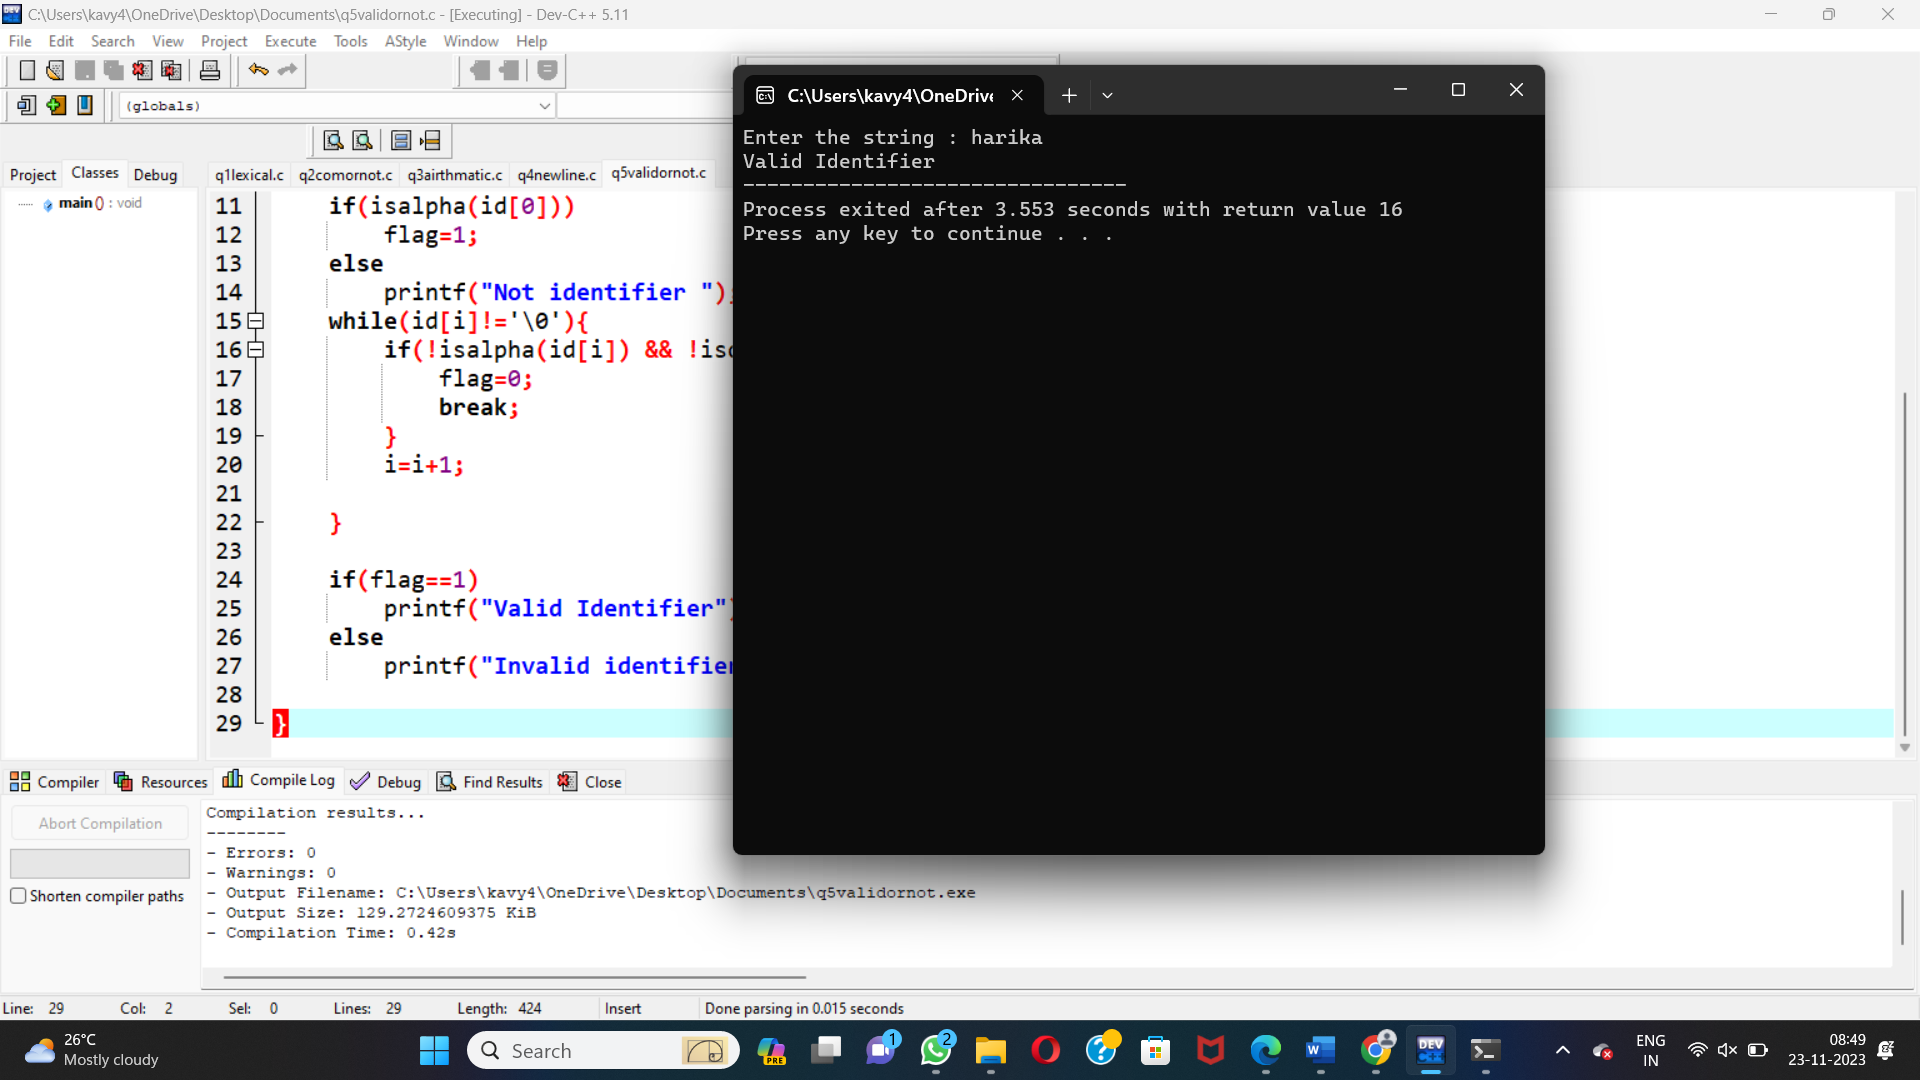 C:\Users\kavy4\OneDrive\Desktop\Documents\q5validornot.c - [Executing] - Dev-C++ 5.11
File Edit Search View Project Execute Tools AStyle Window Help
(globals)
Project Classes Debug
main() : void
q1lexical.c q2comornot.c q3airthmatic.c q4newline.c q5validornot.c
11 if(isalpha(id[0]))
12 flag=1;
13 else
14 printf("Not identifier ");
15 while(id[i]!='\0'){
16 if(!isalpha(id[i]) && !is
17 flag=0;
18 break;
19 }
20 i=i+1;
21
22 }
23
24 if(flag==1)
25 printf("Valid Identifier")
26 else
27 printf("Invalid identifier
28
29 }
C:\Users\kavy4\OneDrive
Enter the string : harika
Valid Identifier
--------------------------------
Process exited after 3.553 seconds with return value 16
Press any key to continue . . .
Compiler Resources Compile Log Debug Find Results Close
Abort Compilation
Shorten compiler paths
Compilation results...
--------
- Errors: 0
- Warnings: 0
- Output Filename: C:\Users\kavy4\OneDrive\Desktop\Documents\q5validornot.exe
- Output Size: 129.2724609375 KiB
- Compilation Time: 0.42s
Line: 29 Col: 2 Sel: 0 Lines: 29 Length: 424 Insert Done parsing in 0.015 seconds
26°C
Mostly cloudy
Search
PRE
1
2
DEV
C++
ENG
IN
08:49
23-11-2023